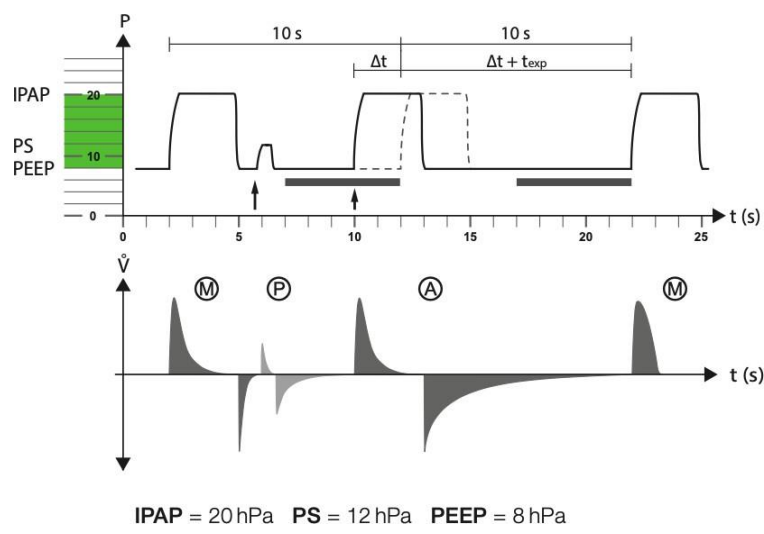 P
10 s 10 s
Δt Δt + texp
IPAP 20
PS
10
PEEP
0
t (s)
0 5 10 15 20 25
V̊
M P A M
t (s)
IPAP = 20 hPa PS = 12 hPa PEEP = 8 hPa